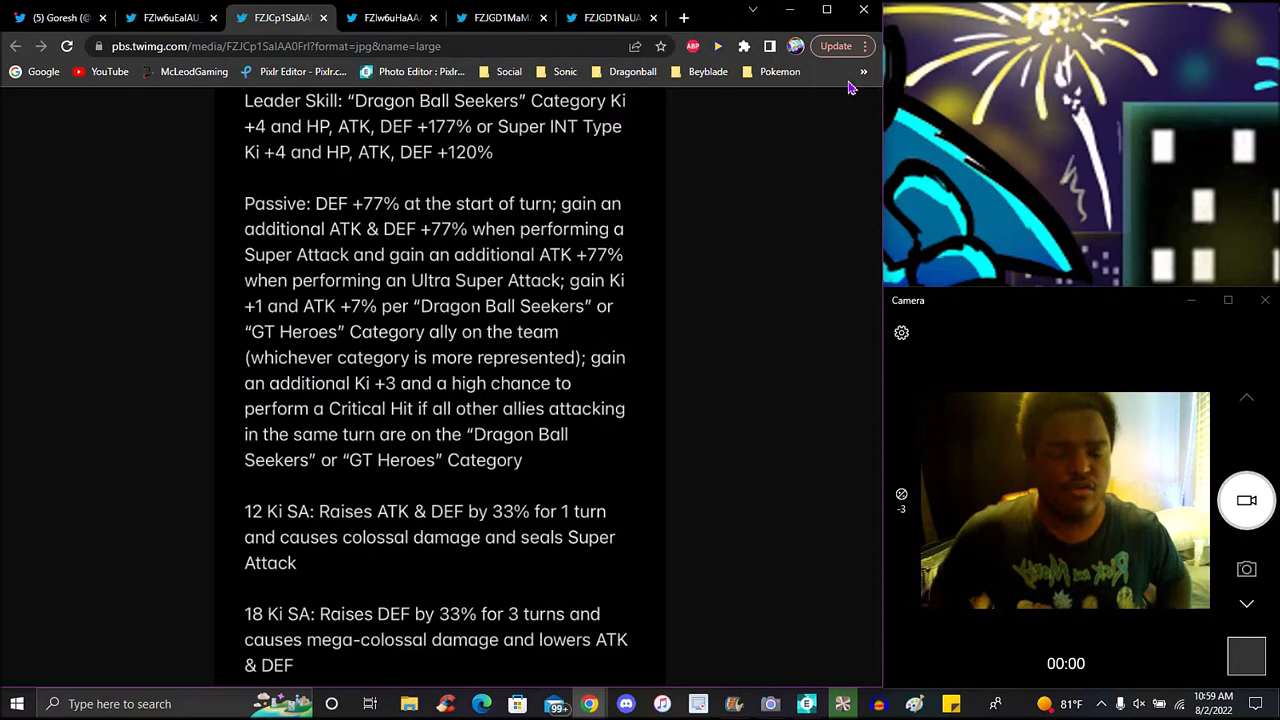 (5) Goresh (@
FZIw6uEaIAU_
FZJCp1SaIAA
FZIw6uHaAA
FZJGD1MaM
FZJGD1NaUA
pbs.twimg.com/media/FZJCp1SaIAA0FrI?format=jpg&name=large
ABP
Update
Google
YouTube
McLeodGaming
Pixlr Editor - Pixlr.c...
Photo Editor : Pixlr...
Social
Sonic
Dragonball
Beyblade
Pokemon
»
Leader Skill: “Dragon Ball Seekers” Category Ki
+4 and HP, ATK, DEF +177% or Super INT Type
Ki +4 and HP, ATK, DEF +120%
Passive: DEF +77% at the start of turn; gain an
additional ATK & DEF +77% when performing a
Super Attack and gain an additional ATK +77%
when performing an Ultra Super Attack; gain Ki
+1 and ATK +7% per “Dragon Ball Seekers” or
“GT Heroes” Category ally on the team
(whichever category is more represented); gain
an additional Ki +3 and a high chance to
perform a Critical Hit if all other allies attacking
in the same turn are on the “Dragon Ball
Seekers” or “GT Heroes” Category
12 Ki SA: Raises ATK & DEF by 33% for 1 turn
and causes colossal damage and seals Super
Attack
18 Ki SA: Raises DEF by 33% for 3 turns and
causes mega-colossal damage and lowers ATK
& DEF
Camera
-3
00:00
Type here to search
99+
81°F
10:59 AM
8/2/2022